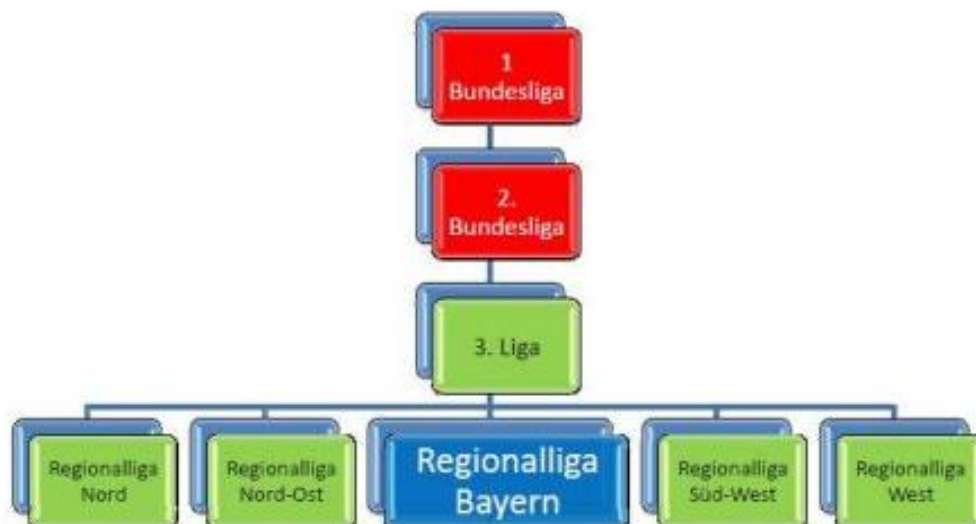 1
Bundesliga
2.
Bundesliga
3. Liga
Regionalliga
Nord
Regionalliga
Nord-Ost
Regionalliga
Bayern
Regionalliga
Süd-West
Regionalliga
West